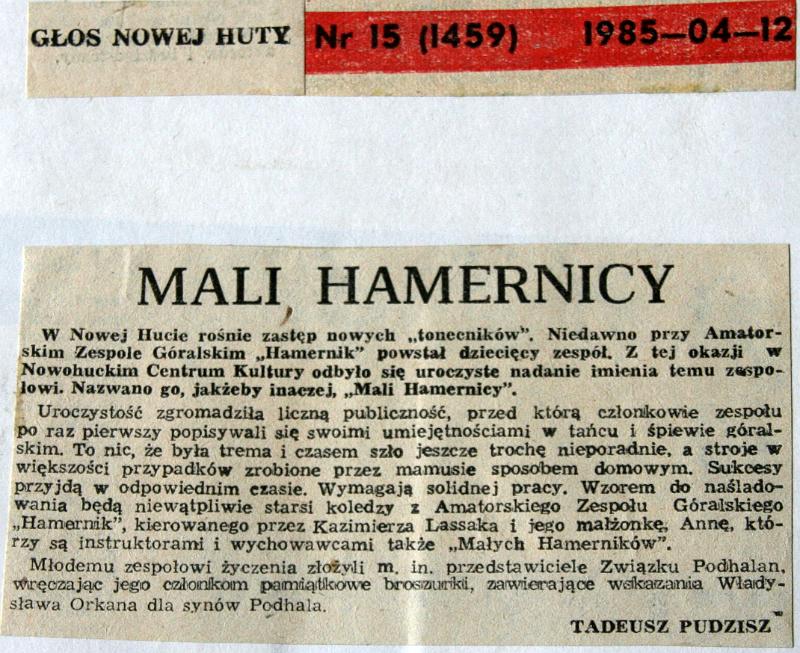 GŁOS NOWEJ HUTY Nr 15 (1459) 1985—04—12
MALI HAMERNICY
W Nowej Hucie rośnie zastęp nowych „tonecników". Niedawno przy Amator-
skim Zespole Góralskim „Hamernik" powstał dziecięcy zespół. Z tej okazji w
Nowohuckim Centrum Kultury odbyło się uroczyste nadanie imienia temu zespo-
łowi. Nazwano go, jakżeby inaczej, „Mali Hamernicy".
Uroczystość zgromadziła liczną publiczność, przed którą członkowie zespołu
po raz pierwszy popisywali się swoimi umiejętnościami w tańcu i śpiewie góral-
skim. To nic, że była trema i czasem szło jeszcze trochę nieporadnie, a stroje w
większości przypadków zrobione przez mamusie sposobem domowym. Sukcesy
przyjdą w odpowiednim czasie. Wymagają solidnej pracy. Wzorem do naślado-
wania będą niewątpliwie starsi koledzy z Amatorskiego Zespołu Góralskiego
„Hamernik", kierowanego przez Kazimierza Lassaka i jego małżonkę, Annę, któ-
rzy są instruktorami i wychowawcami także „Małych Hamerników".
Młodemu zespołowi życzenia złożyli m. in. przedstawiciele Związku Podhalan,
wręczając jego członkom pamiątkowe broszurki, zawierające wskazania Włady-
sława Orkana dla synów Podhala.
TADEUSZ PUDZISZ